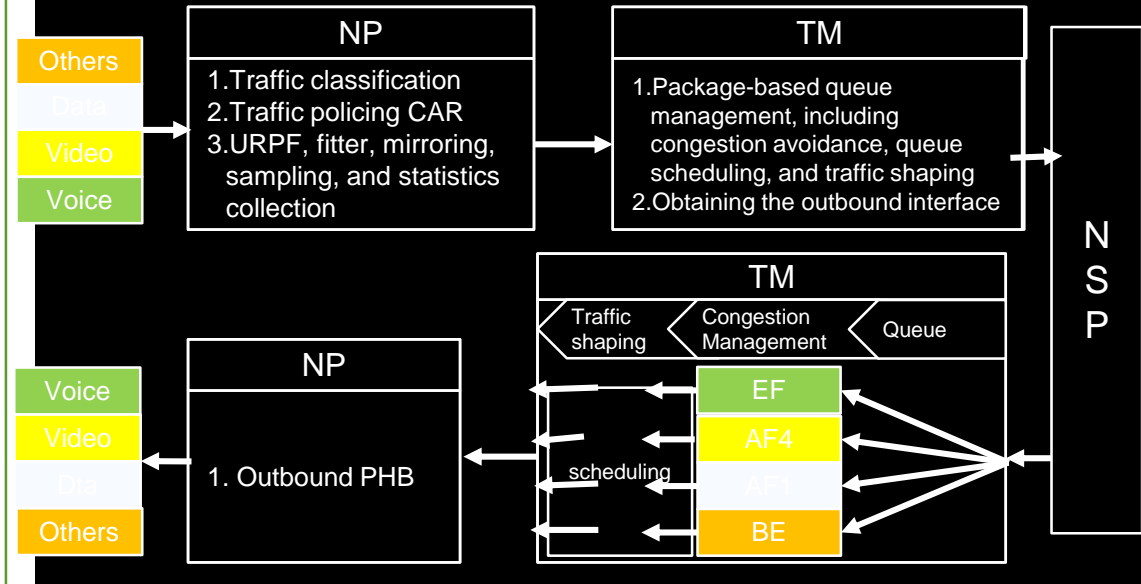 NP
TM
Others
Data
Video
Voice
1.Traffic classification
2.Traffic policing CAR
3.URPF, fitter, mirroring,
sampling, and statistics
collection
1.Package-based queue
management, including
congestion avoidance, queue
scheduling, and traffic shaping
2.Obtaining the outbound interface
N
S
P
TM
Traffic
shaping
Congestion
Management
Queue
NP
Voice
Video
Dta
Others
1. Outbound PHB
scheduling
EF
AF4
AF1
BE